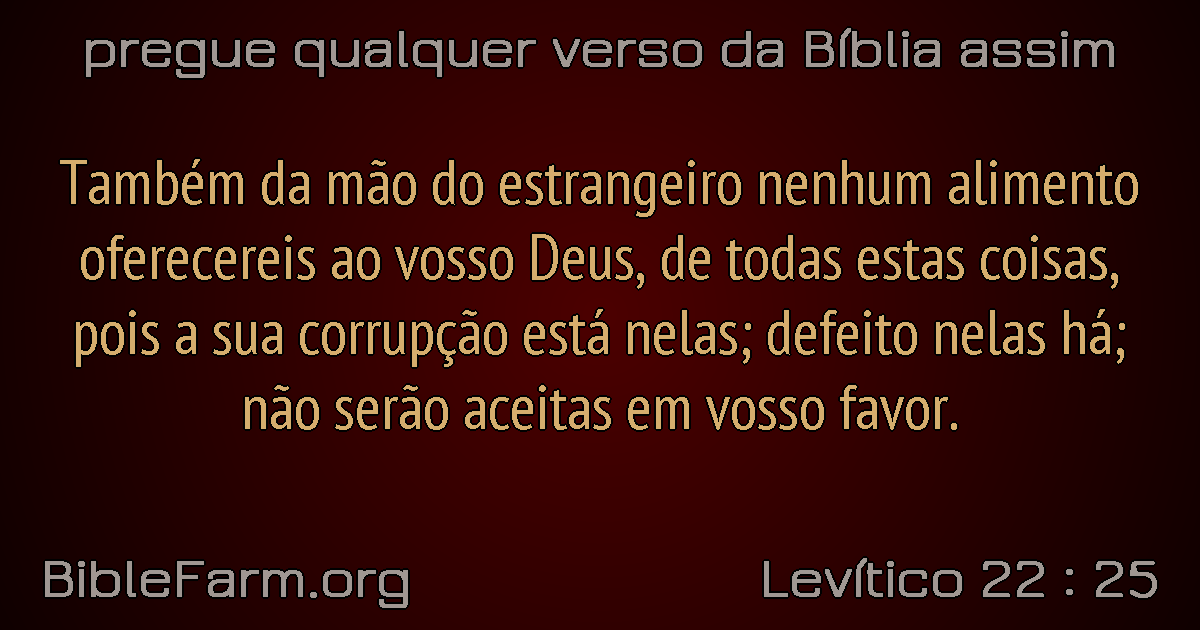 pregue qualquer verso da Bíblia assim
Também da mão do estrangeiro nenhum alimento
oferecereis ao vosso Deus, de todas estas coisas,
pois a sua corrupção está nelas; defeito nelas há;
não serão aceitas em vosso favor.
BibleFarm.org
Levítico 22 : 25